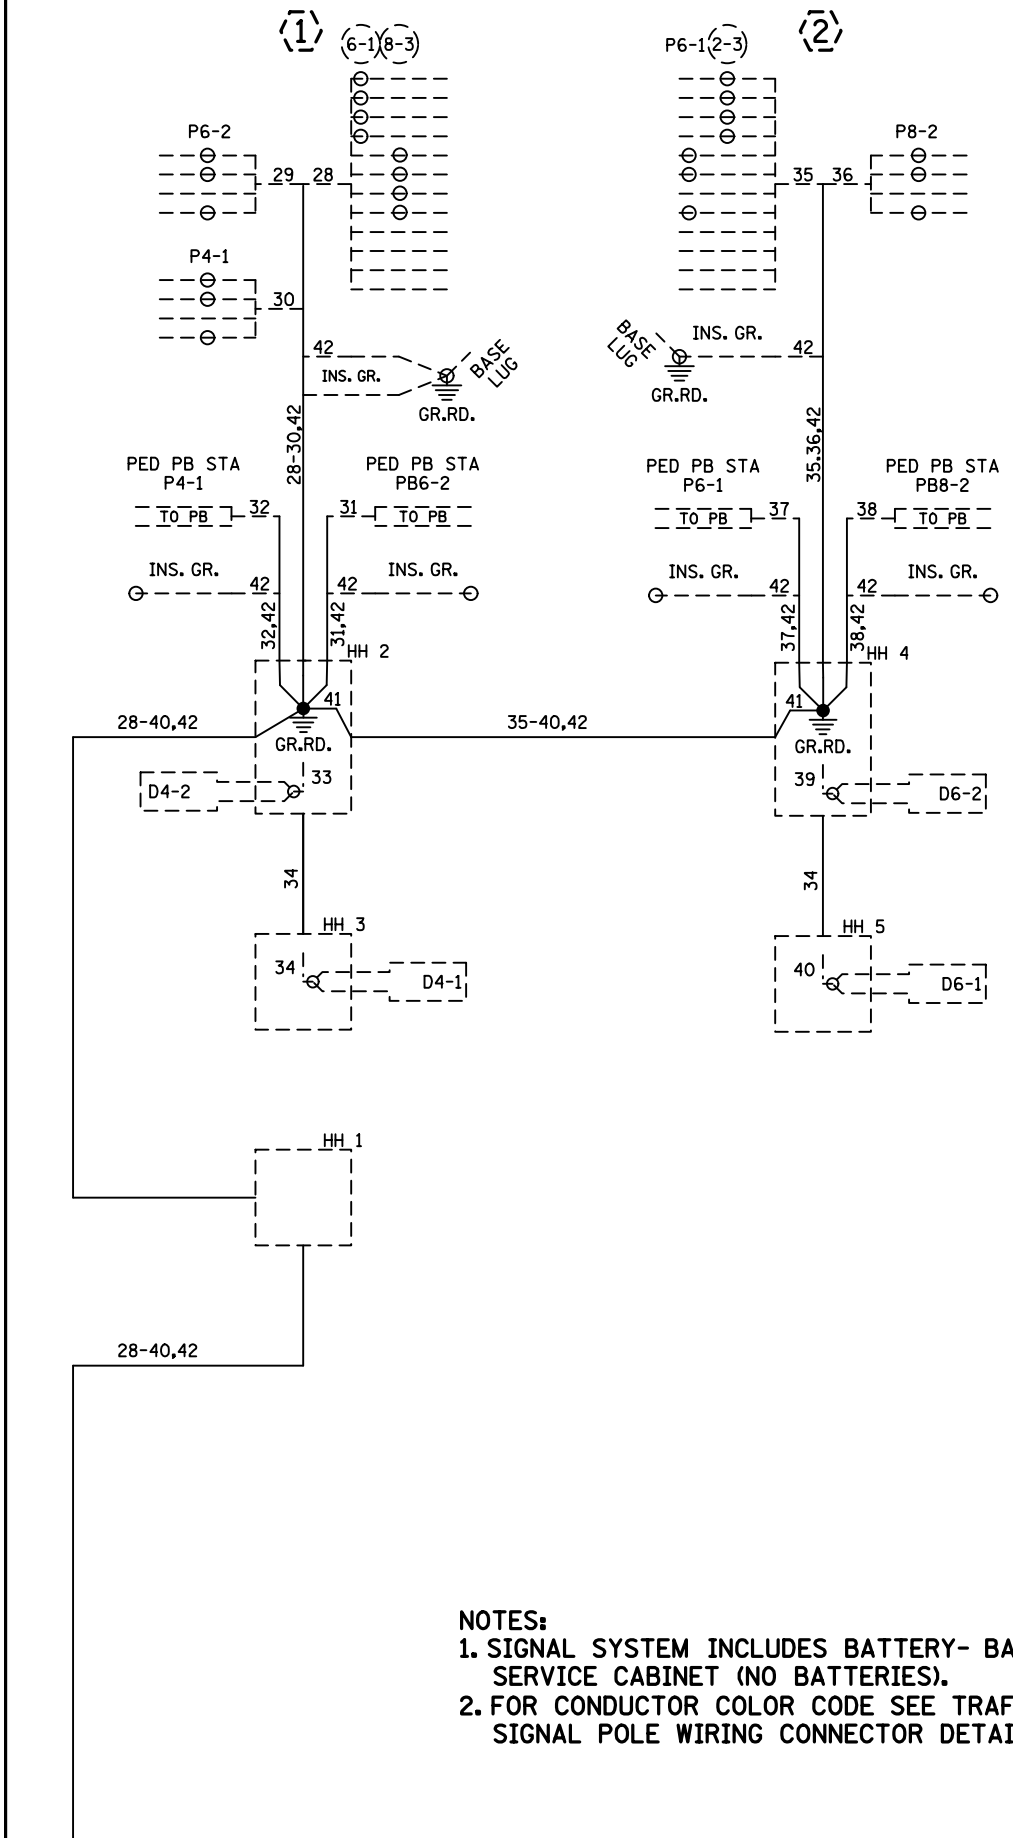 1
6-1 8-3
P6-1 2-3
2
P6-2
P8-2
29 28
35 36
P4-1
30
42
INS. GR.
BASE
LUG
GR.RD.
BASE
LUG
INS. GR.
42
GR.RD.
28-30,42
35.36,42
PED PB STA
P4-1
PED PB STA
PB6-2
PED PB STA
P6-1
PED PB STA
PB8-2
32
31
37
38
TO PB
TO PB
TO PB
TO PB
INS. GR.
42
42
INS. GR.
INS. GR.
42
42
INS. GR.
32,42
31,42
37,42
38,42
HH 2
HH 4
41
41
28-40,42
35-40,42
GR.RD.
GR.RD.
33
39
D4-2
D6-2
34
34
HH 3
HH 5
34
D4-1
40
D6-1
HH 1
28-40,42
NOTES:
1. SIGNAL SYSTEM INCLUDES BATTERY- BA
SERVICE CABINET (NO BATTERIES).
2. FOR CONDUCTOR COLOR CODE SEE TRAF
SIGNAL POLE WIRING CONNECTOR DETAI